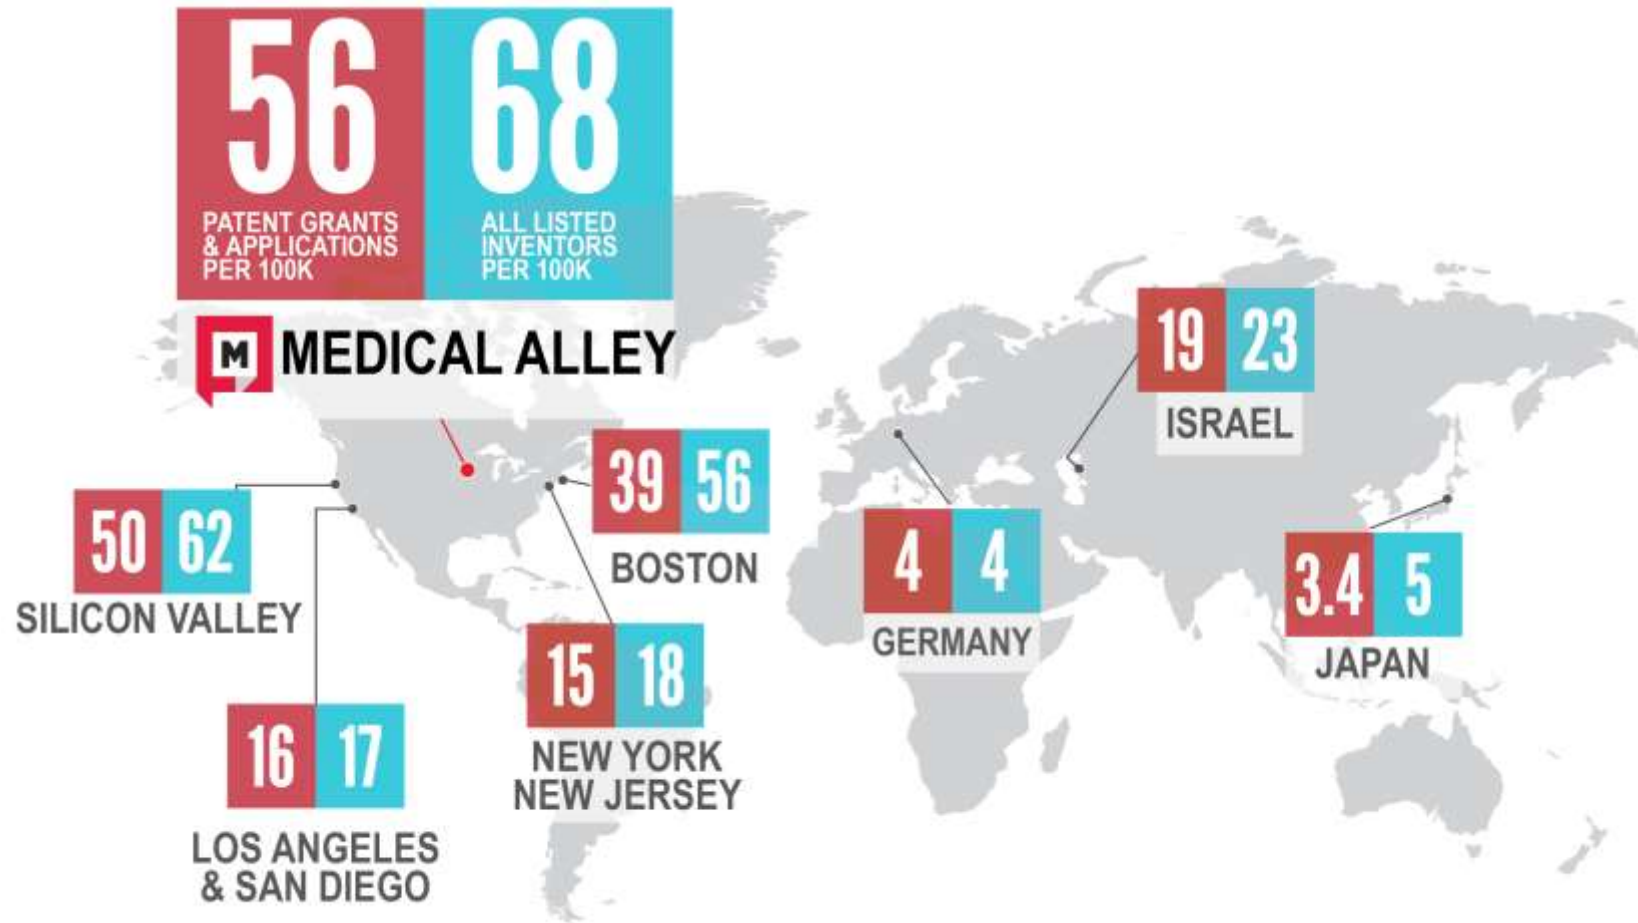 56 68
PATENT GRANTS
& APPLICATIONS
PER 100K
ALL LISTED
INVENTORS
PER 100K
M MEDICAL ALLEY
19 23
ISRAEL
39 56
BOSTON
50 62
SILICON VALLEY
4 4
GERMANY
3.4 5
JAPAN
15 18
NEW YORK
NEW JERSEY
16 17
LOS ANGELES
& SAN DIEGO